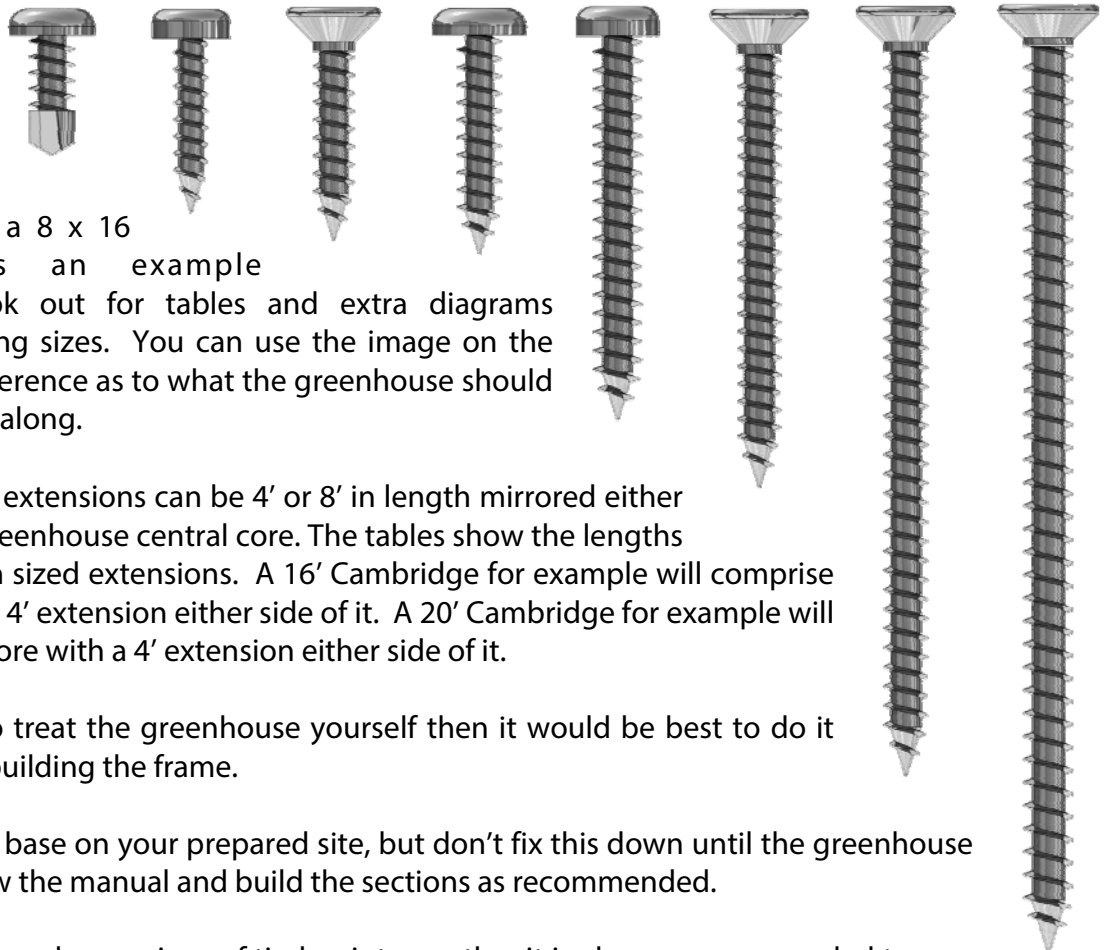 a 8 x 16
s an example
ok out for tables and extra diagrams
ng sizes. You can use the image on the
erence as to what the greenhouse should
along.
extensions can be 4’ or 8’ in length mirrored either
eenhouse central core. The tables show the lengths
sized extensions. A 16’ Cambridge for example will comprise
4’ extension either side of it. A 20’ Cambridge for example will
ore with a 4’ extension either side of it.
treat the greenhouse yourself then it would be best to do it
uilding the frame.
base on your prepared site, but don’t fix this down until the greenhouse
w the manual and build the sections as recommended.